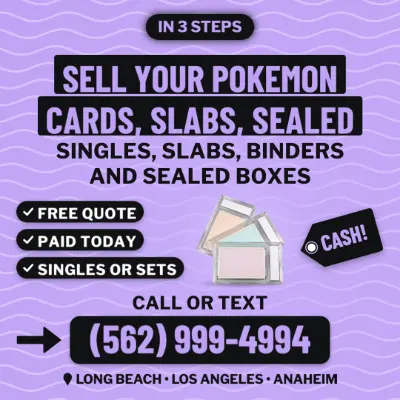 IN 3 STEPS
SELL YOUR POKEMON
CARDS, SLABS, SEALED
SINGLES, SLABS, BINDERS
AND SEALED BOXES
FREE QUOTE
PAID TODAY
SINGLES OR SETS
CASH!
CALL OR TEXT
(562) 999-4994
LONG BEACH • LOS ANGELES • ANAHEIM